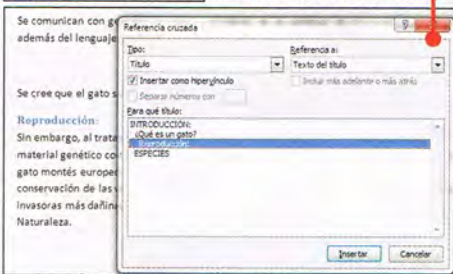 Se comunican con ge
además del lenguaje
Se cree que el gato s
Reproducción:
Sin embargo, al trata
material genético co
gato montés europe
conservación de las
invasoras más dañin
Naturaleza.
Referencia cruzada
Tipo:
Referencia a:
Título
Texto del título
Insertar como hipervínculo
Incluir más adelante o más atrás
Separar números con
Para qué título:
INTRODUCCIÓN:
¿Qué es un gato?
Reproducción:
ESPECIES
Insertar
Cancelar